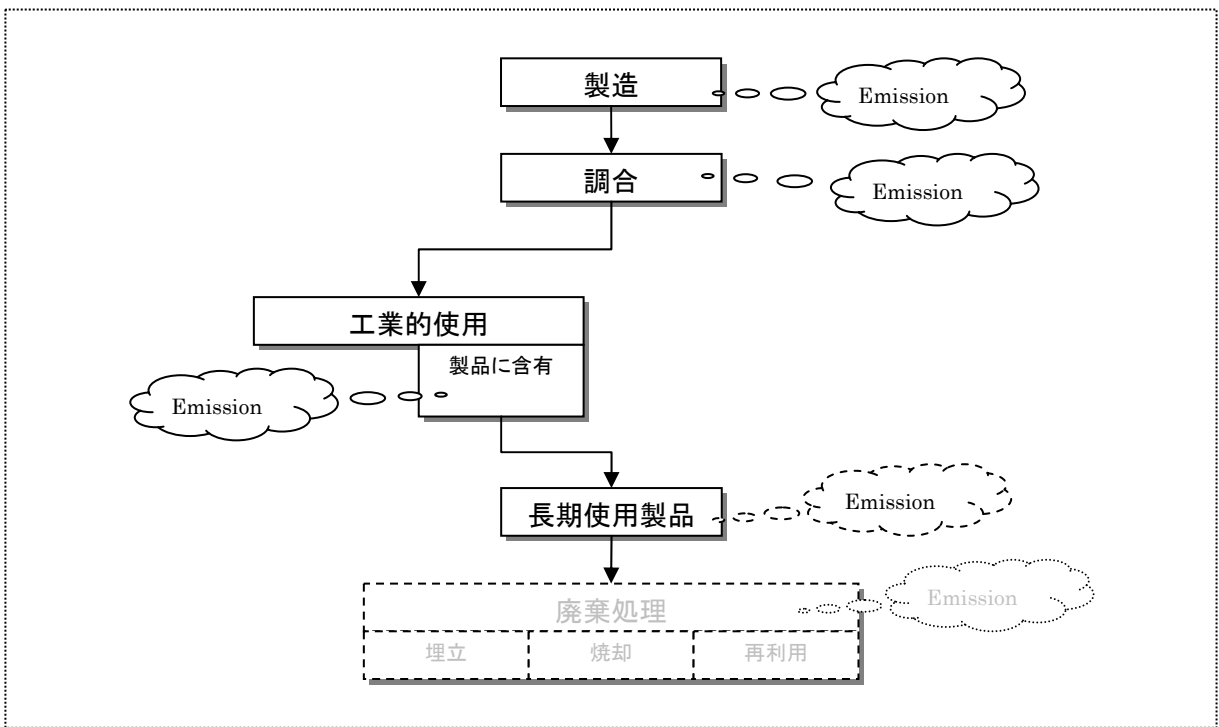 製造
Emission
調合
Emission
工業的使用
製品に含有
Emission
長期使用製品
Emission
廃棄処理
Emission
埋立
焼却
再利用